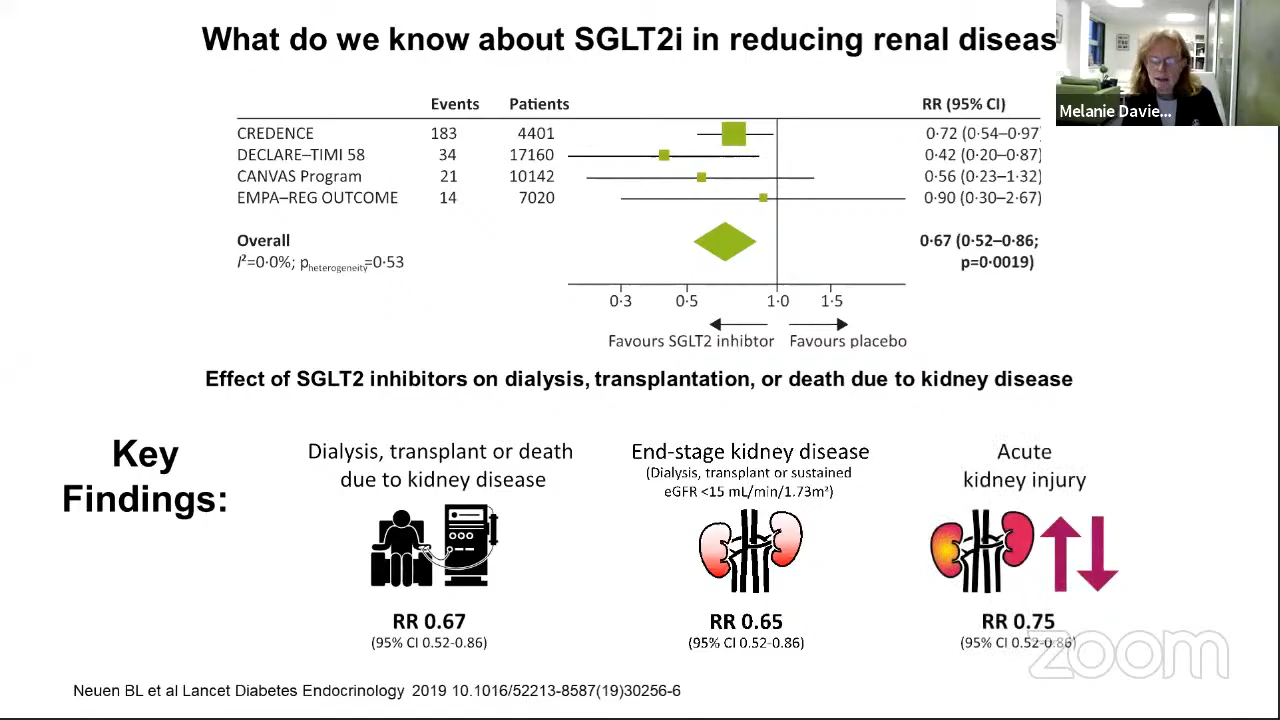 What do we know about SGLT2i in reducing renal diseas
Melanie Davie...
Events Patients RR (95% CI)
CREDENCE 183 4401 0·72 (0·54–0·97)
DECLARE–TIMI 58 34 17160 0·42 (0·20–0·87)
CANVAS Program 21 10142 0·56 (0·23–1·32)
EMPA–REG OUTCOME 14 7020 0·90 (0·30–2·67)
Overall 0·67 (0·52–0·86;
I²=0·0%; pheterogeneity=0·53 p=0·0019)
0·3 0·5 1·0 1·5
Favours SGLT2 inhibtor Favours placebo
Effect of SGLT2 inhibitors on dialysis, transplantation, or death due to kidney disease
Key
Findings:
Dialysis, transplant or death
due to kidney disease
RR 0.67
(95% CI 0.52-0.86)
End-stage kidney disease
(Dialysis, transplant or sustained
eGFR <15 mL/min/1.73m²)
RR 0.65
(95% CI 0.52-0.86)
Acute
kidney injury
RR 0.75
(95% CI 0.52-0.86)
zoom
Neuen BL et al Lancet Diabetes Endocrinology 2019 10.1016/52213-8587(19)30256-6